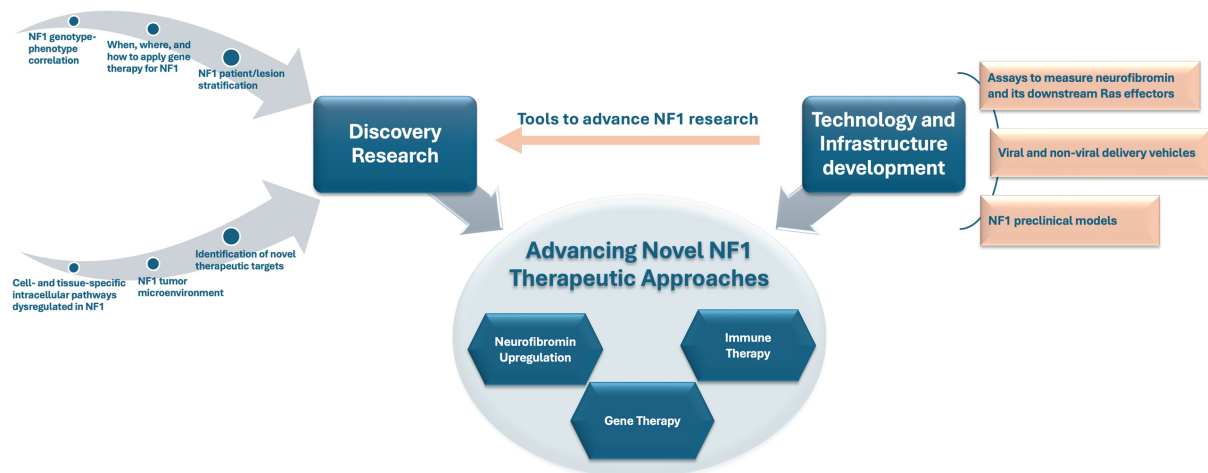 NF1 genotype-
phenotype
correlation
When, where, and
how to apply gene
therapy for NF1
NF1 patient/lesion
stratification
Discovery
Research
Tools to advance NF1 research
Technology and
Infrastructure
development
Assays to measure neurofibromin
and its downstream Ras effectors
Viral and non-viral delivery vehicles
NF1 preclinical models
Cell- and tissue-specific
intracellular pathways
dysregulated in NF1
NF1 tumor
microenvironment
Identification of novel
therapeutic targets
Advancing Novel NF1
Therapeutic Approaches
Neurofibromin
Upregulation
Immune
Therapy
Gene Therapy